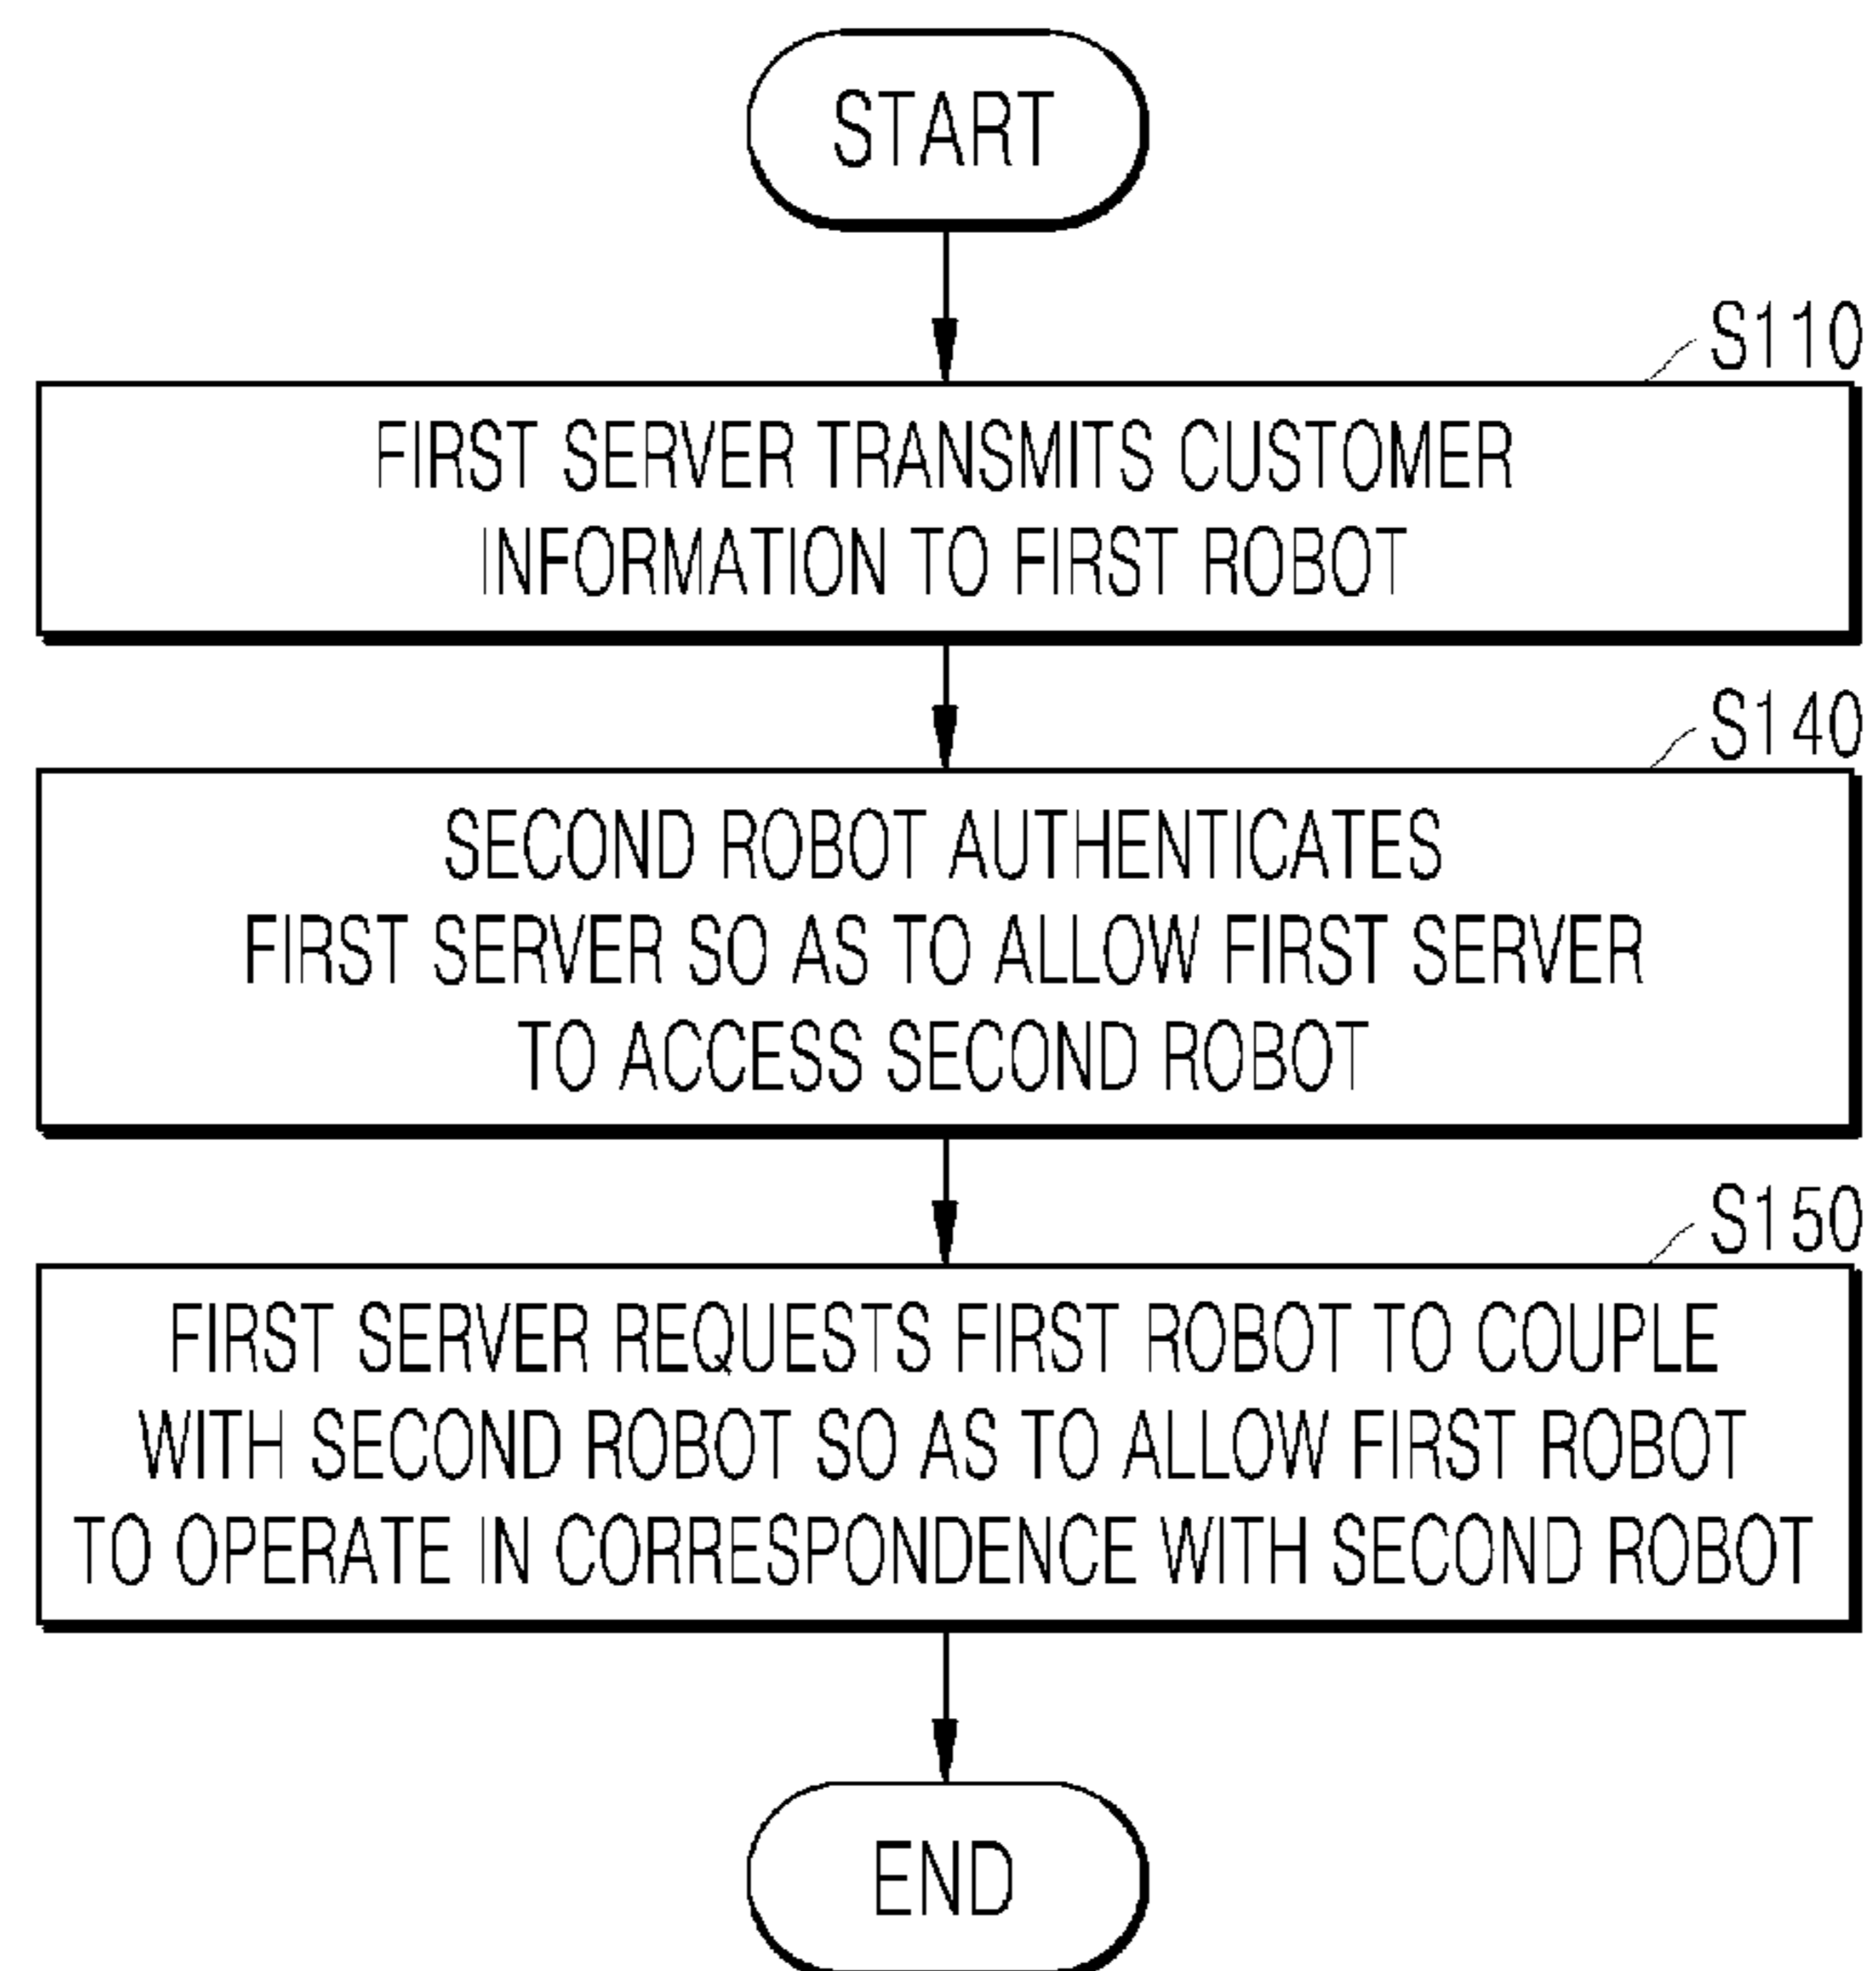 START
S110
FIRST SERVER TRANSMITS CUSTOMER
INFORMATION TO FIRST ROBOT
S140
SECOND ROBOT AUTHENTICATES
FIRST SERVER SO AS TO ALLOW FIRST SERVER
TO ACCESS SECOND ROBOT
S150
FIRST SERVER REQUESTS FIRST ROBOT TO COUPLE
WITH SECOND ROBOT SO AS TO ALLOW FIRST ROBOT
TO OPERATE IN CORRESPONDENCE WITH SECOND ROBOT
END